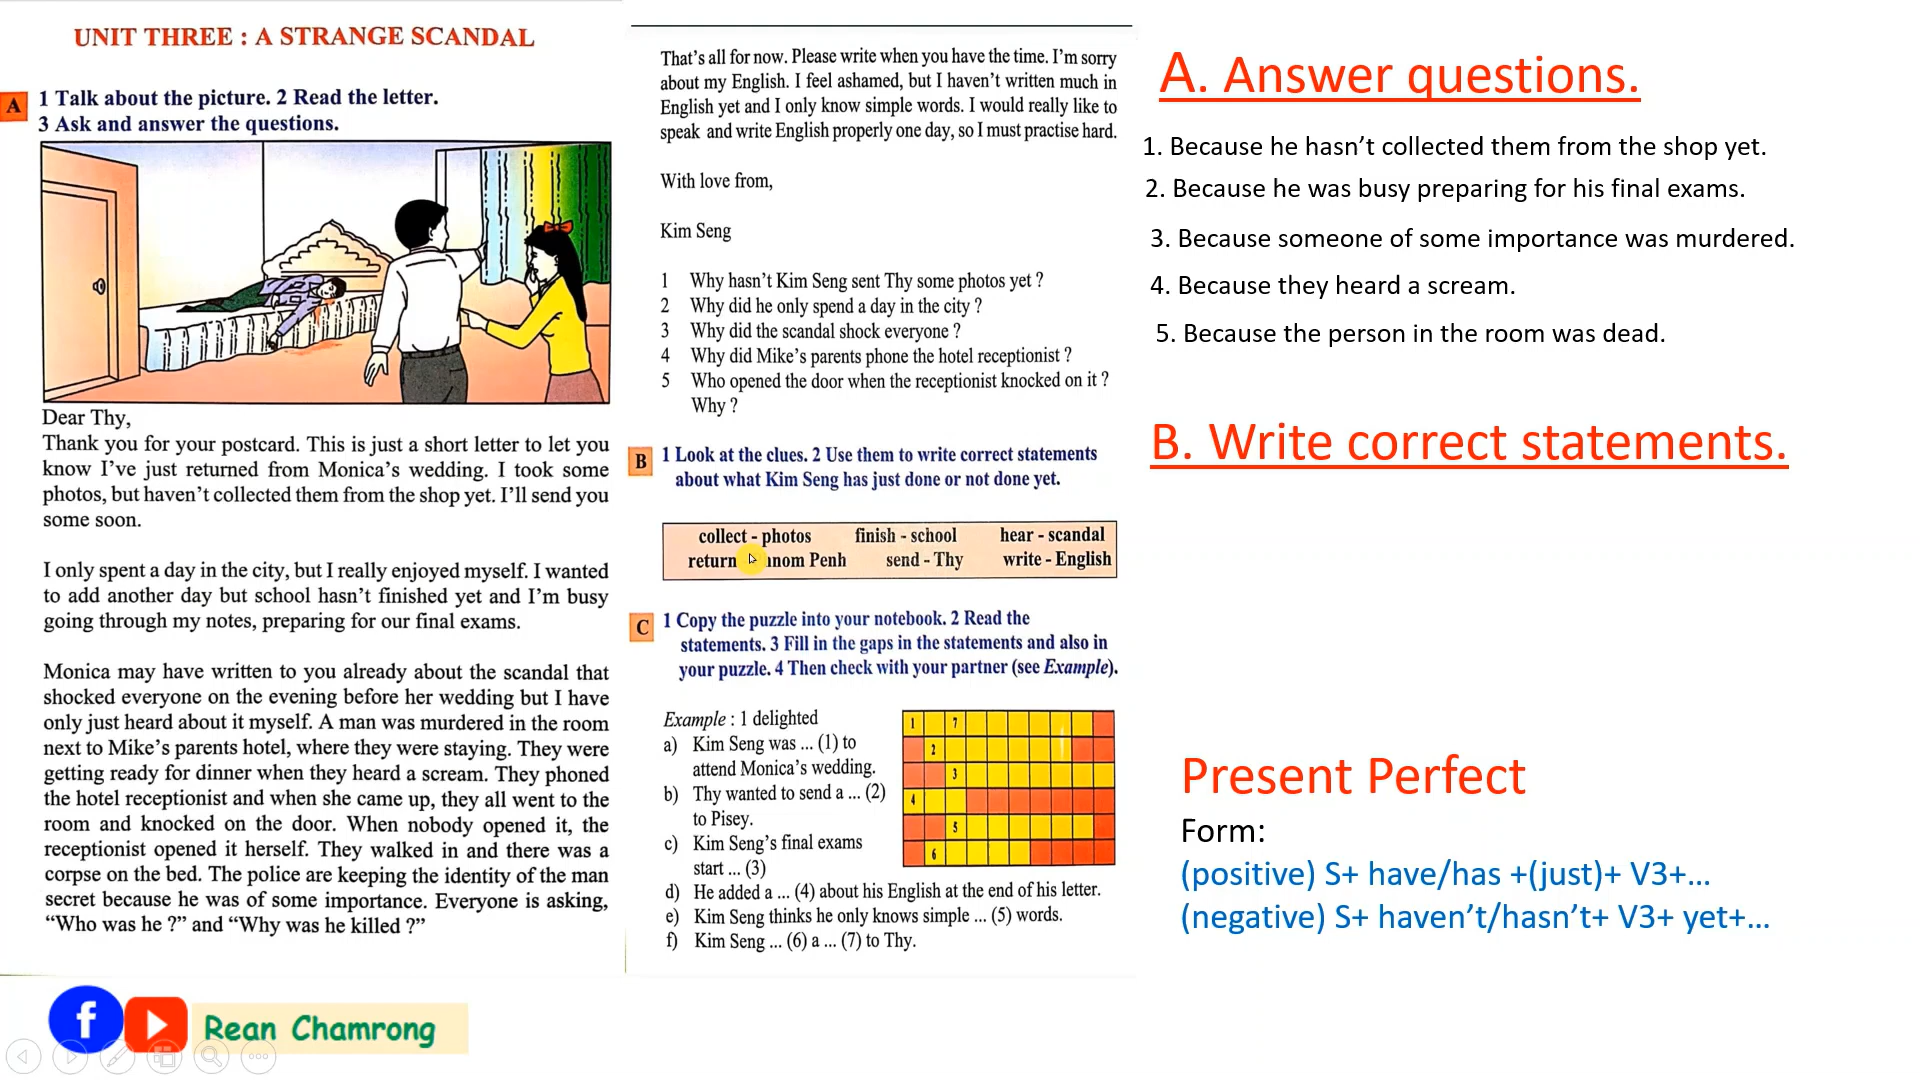 UNIT THREE : A STRANGE SCANDAL
A
1 Talk about the picture. 2 Read the letter.
3 Ask and answer the questions.
Dear Thy,
Thank you for your postcard. This is just a short letter to let you
know I've just returned from Monica's wedding. I took some
photos, but haven't collected them from the shop yet. I'll send you
some soon.
I only spent a day in the city, but I really enjoyed myself. I wanted
to add another day but school hasn't finished yet and I'm busy
going through my notes, preparing for our final exams.
Monica may have written to you already about the scandal that
shocked everyone on the evening before her wedding but I have
only just heard about it myself. A man was murdered in the room
next to Mike's parents hotel, where they were staying. They were
getting ready for dinner when they heard a scream. They phoned
the hotel receptionist and when she came up, they all went to the
room and knocked on the door. When nobody opened it, the
receptionist opened it herself. They walked in and there was a
corpse on the bed. The police are keeping the identity of the man
secret because he was of some importance. Everyone is asking,
"Who was he ?" and "Why was he killed ?"
f
Rean Chamrong
That's all for now. Please write when you have the time. I'm sorry
about my English. I feel ashamed, but I haven't written much in
English yet and I only know simple words. I would really like to
speak and write English properly one day, so I must practise hard.
With love from,
Kim Seng
1 Why hasn't Kim Seng sent Thy some photos yet ?
2 Why did he only spend a day in the city ?
3 Why did the scandal shock everyone ?
4 Why did Mike's parents phone the hotel receptionist ?
5 Who opened the door when the receptionist knocked on it ?
Why ?
B
1 Look at the clues. 2 Use them to write correct statements
about what Kim Seng has just done or not done yet.
collect - photos finish - school hear - scandal
return Penh send - Thy write - English
C
1 Copy the puzzle into your notebook. 2 Read the
statements. 3 Fill in the gaps in the statements and also in
your puzzle. 4 Then check with your partner (see Example).
Example : 1 delighted
a) Kim Seng was ... (1) to
attend Monica's wedding.
b) Thy wanted to send a ... (2)
to Pisey.
c) Kim Seng's final exams
start ... (3)
d) He added a ... (4) about his English at the end of his letter.
e) Kim Seng thinks he only knows simple ... (5) words.
f) Kim Seng ... (6) a ... (7) to Thy.
1 7
2
3
4
5
6
A. Answer questions.
1. Because he hasn't collected them from the shop yet.
2. Because he was busy preparing for his final exams.
3. Because someone of some importance was murdered.
4. Because they heard a scream.
5. Because the person in the room was dead.
B. Write correct statements.
Present Perfect
Form:
(positive) S+ have/has +(just)+ V3+...
(negative) S+ haven't/hasn't+ V3+ yet+...